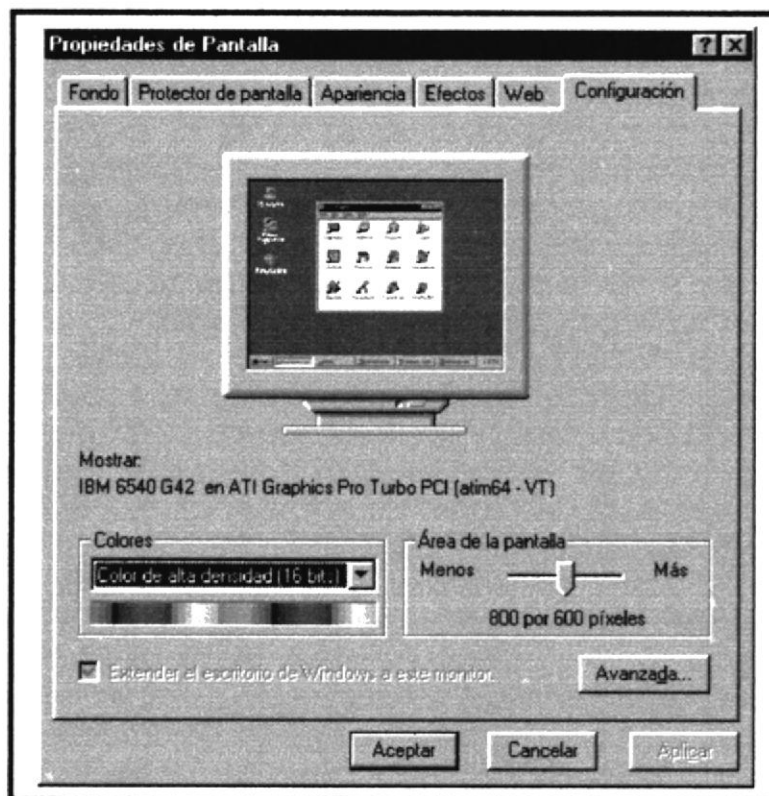 Propiedades de Pantalla
Fondo Protector de pantalla Apariencia Efectos Web Configuración
Mostrar:
IBM 6540 G42 en ATI Graphics Pro Turbo PCI (atim64 - VT)
Colores Área de la pantalla
Color de alta densidad (16 bit.) Menos Más
800 por 600 píxeles
Extender el escritorio de Windows a este monitor. Avanzada...
Aceptar Cancelar Aplicar